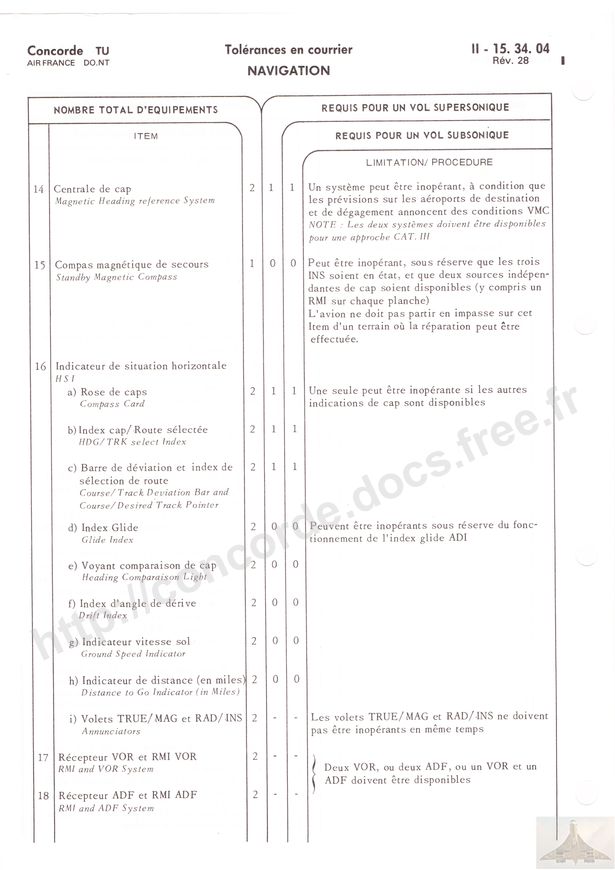 Concorde TU
AIR FRANCE DO.NT
Tolérances en courrier
NAVIGATION
II - 15. 34. 04
Rév. 28
NOMBRE TOTAL D'EQUIPEMENTS
REQUIS POUR UN VOL SUPERSONIQUE
ITEM
REQUIS POUR UN VOL SUBSONIQUE
LIMITATION/ PROCEDURE
14 Centrale de cap 2 1 1 Un système peut être inopérant, à condition que
Magnetic Heading reference System les prévisions sur les aéroports de destination
et de dégagement annoncent des conditions VMC
NOTE : Les deux systèmes doivent être disponibles
pour une approche CAT. III
15 Compas magnétique de secours 1 0 0 Peut être inopérant, sous réserve que les trois
Standby Magnetic Compass INS soient en état, et que deux sources indépen-
dantes de cap soient disponibles (y compris un
RMI sur chaque planche)
L'avion ne doit pas partir en impasse sur cet
Item d'un terrain où la réparation peut être
effectuée.
16 Indicateur de situation horizontale
HSI
a) Rose de caps 2 1 1 Une seule peut être inopérante si les autres
Compass Card indications de cap sont disponibles
b) Index cap/ Route sélectée 2 1 1
HDG/TRK select Index
c) Barre de déviation et index de 2 1 1
sélection de route
Course/Track Deviation Bar and
Course/Desired Track Pointer
d) Index Glide 2 0 0 Peuvent être inopérants sous réserve du fonc-
Glide Index tionnement de l'index glide ADI
e) Voyant comparaison de cap 2 0 0
Heading Comparaison Light
f) Index d'angle de dérive 2 0 0
Drift Index
g) Indicateur vitesse sol 2 0 0
Ground Speed Indicator
h) Indicateur de distance (en miles) 2 0 0
Distance to Go Indicator (in Miles)
i) Volets TRUE/ MAG et RAD/ INS 2 - - Les volets TRUE/ MAG et RAD/ INS ne doivent
Annunciators pas être inopérants en même temps
17 Récepteur VOR et RMI VOR 2 - -
RMI and VOR System Deux VOR, ou deux ADF, ou un VOR et un
ADF doivent être disponibles
18 Récepteur ADF et RMI ADF 2 - -
RMI and ADF System
http://concorde.docs.free.fr